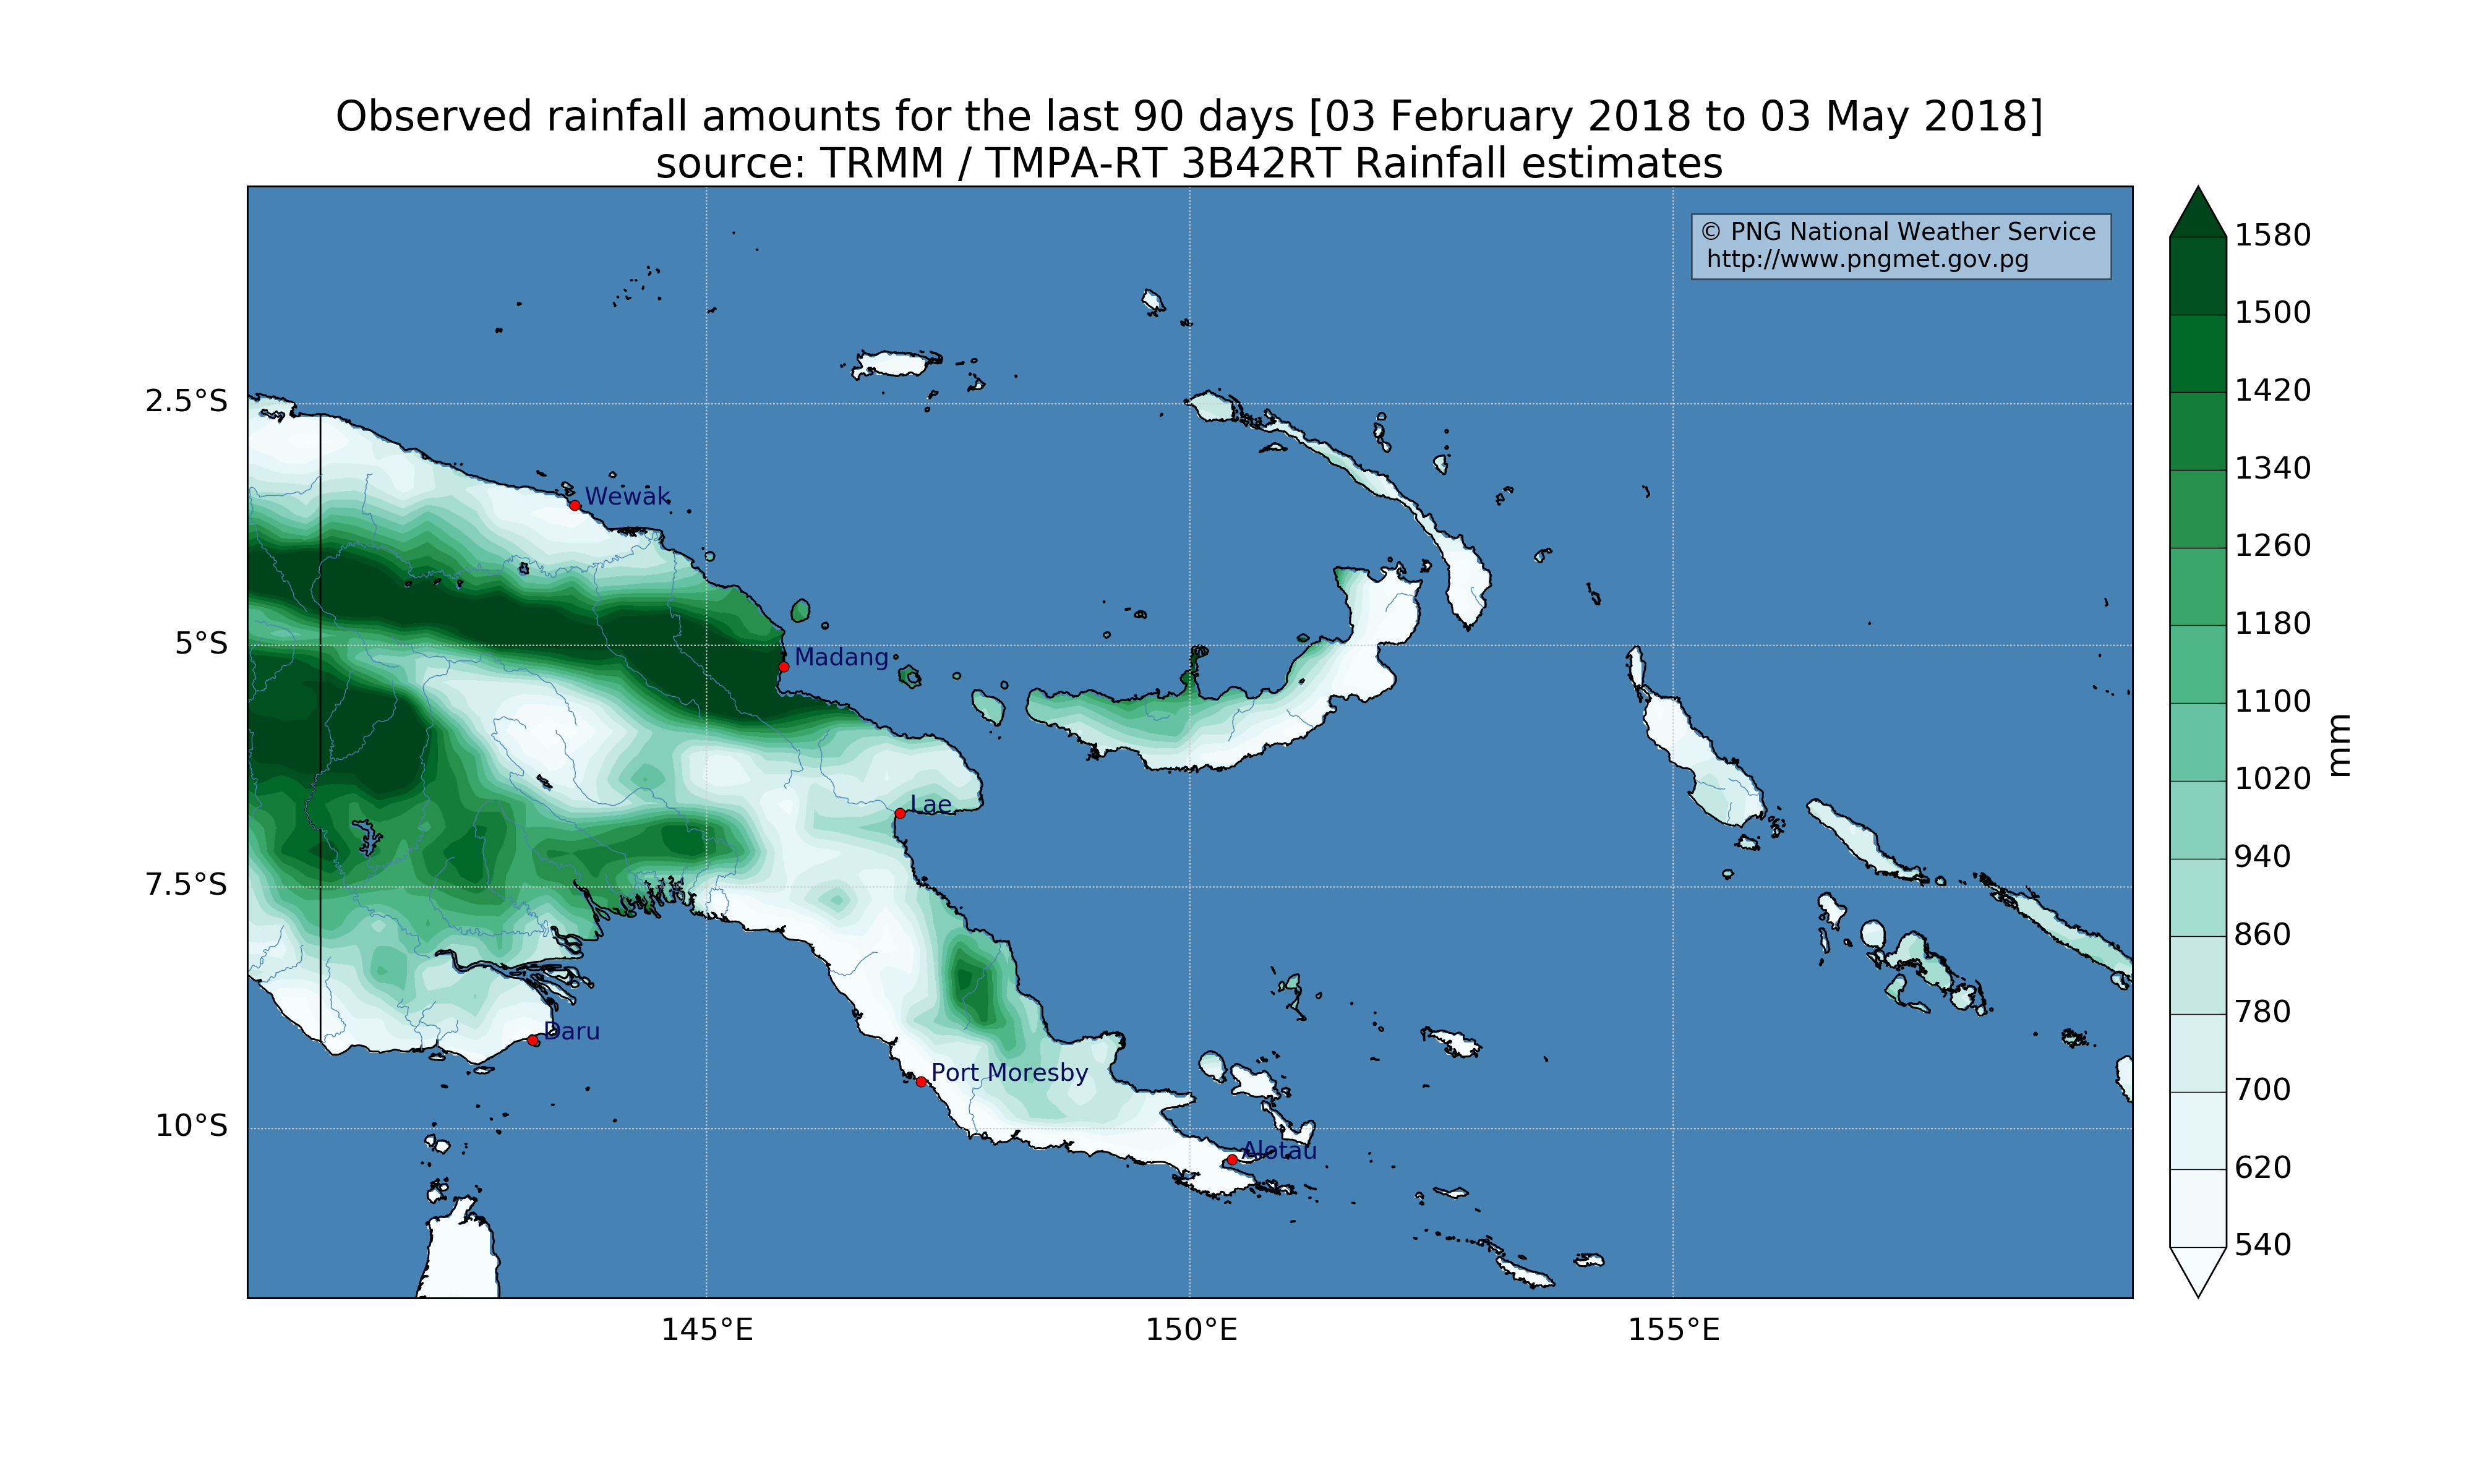 Observed rainfall amounts for the last 90 days [03 February 2018 to 03 May 2018]
source: TRMM / TMPA-RT 3B42RT Rainfall estimates
© PNG National Weather Service
http://www.pngmet.gov.pg
2.5°S
5°S
7.5°S
10°S
Wewak
Madang
Lae
Daru
Port Moresby
Alotau
145°E
150°E
155°E
1580
1500
1420
1340
1260
1180
1100
1020
940
860
780
700
620
540
mm